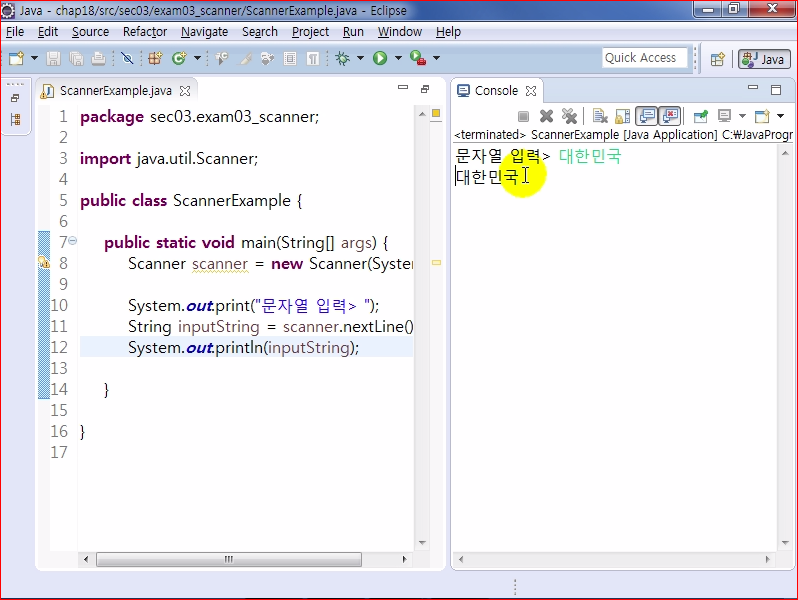 Java - chap18/src/sec03/exam03_scanner/ScannerExample.java - Eclipse
File Edit Source Refactor Navigate Search Project Run Window Help
Quick Access
Java
ScannerExample.java
1 package sec03.exam03_scanner;
2
3 import java.util.Scanner;
4
5 public class ScannerExample {
6
7 public static void main(String[] args) {
8 Scanner scanner = new Scanner(System
9
10 System.out.print("문자열 입력> ");
11 String inputString = scanner.nextLine()
12 System.out.println(inputString);
13
14 }
15
16 }
17
Console
<terminated> ScannerExample [Java Application] C:₩JavaProgr
문자열 입력> 대한민국
대한민국